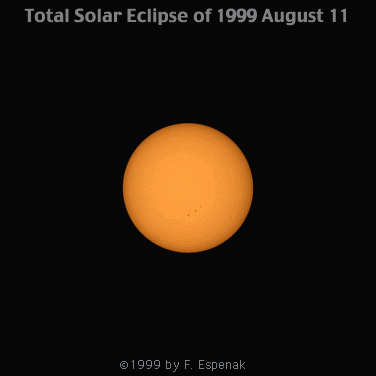 Total Solar Eclipse of 1999 August 11
©1999 by F. Espenak